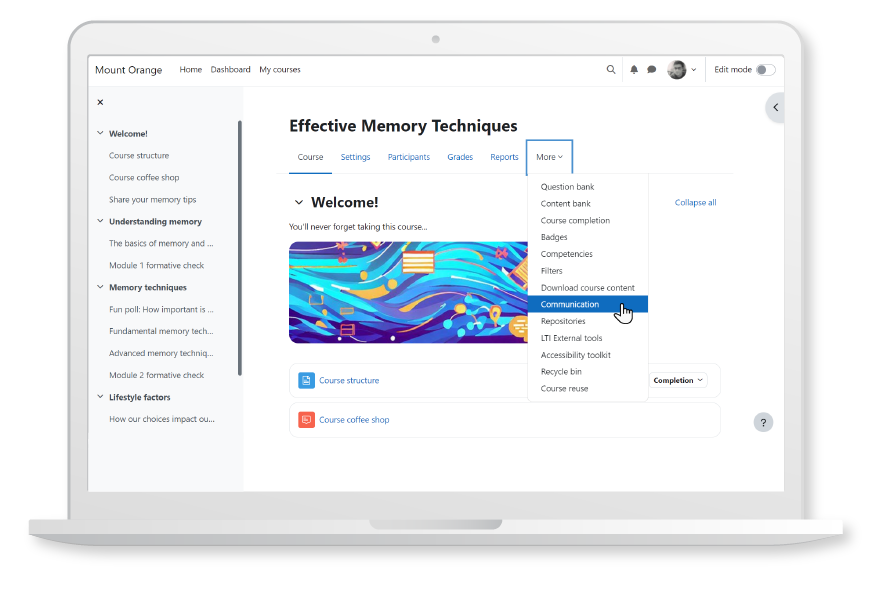 Mount Orange
Home
Dashboard
My courses
Edit mode
Welcome!
Course structure
Course coffee shop
Share your memory tips
Understanding memory
The basics of memory and ...
Module 1 formative check
Memory techniques
Fun poll: How important is ...
Fundamental memory tech...
Advanced memory techniq...
Module 2 formative check
Lifestyle factors
How our choices impact ou...
Effective Memory Techniques
Course
Settings
Participants
Grades
Reports
More
Question bank
Content bank
Course completion
Badges
Competencies
Filters
Download course content
Communication
Repositories
LTI External tools
Accessibility toolkit
Recycle bin
Course reuse
Welcome!
Collapse all
You'll never forget taking this course...
Course structure
Completion
Course coffee shop
?